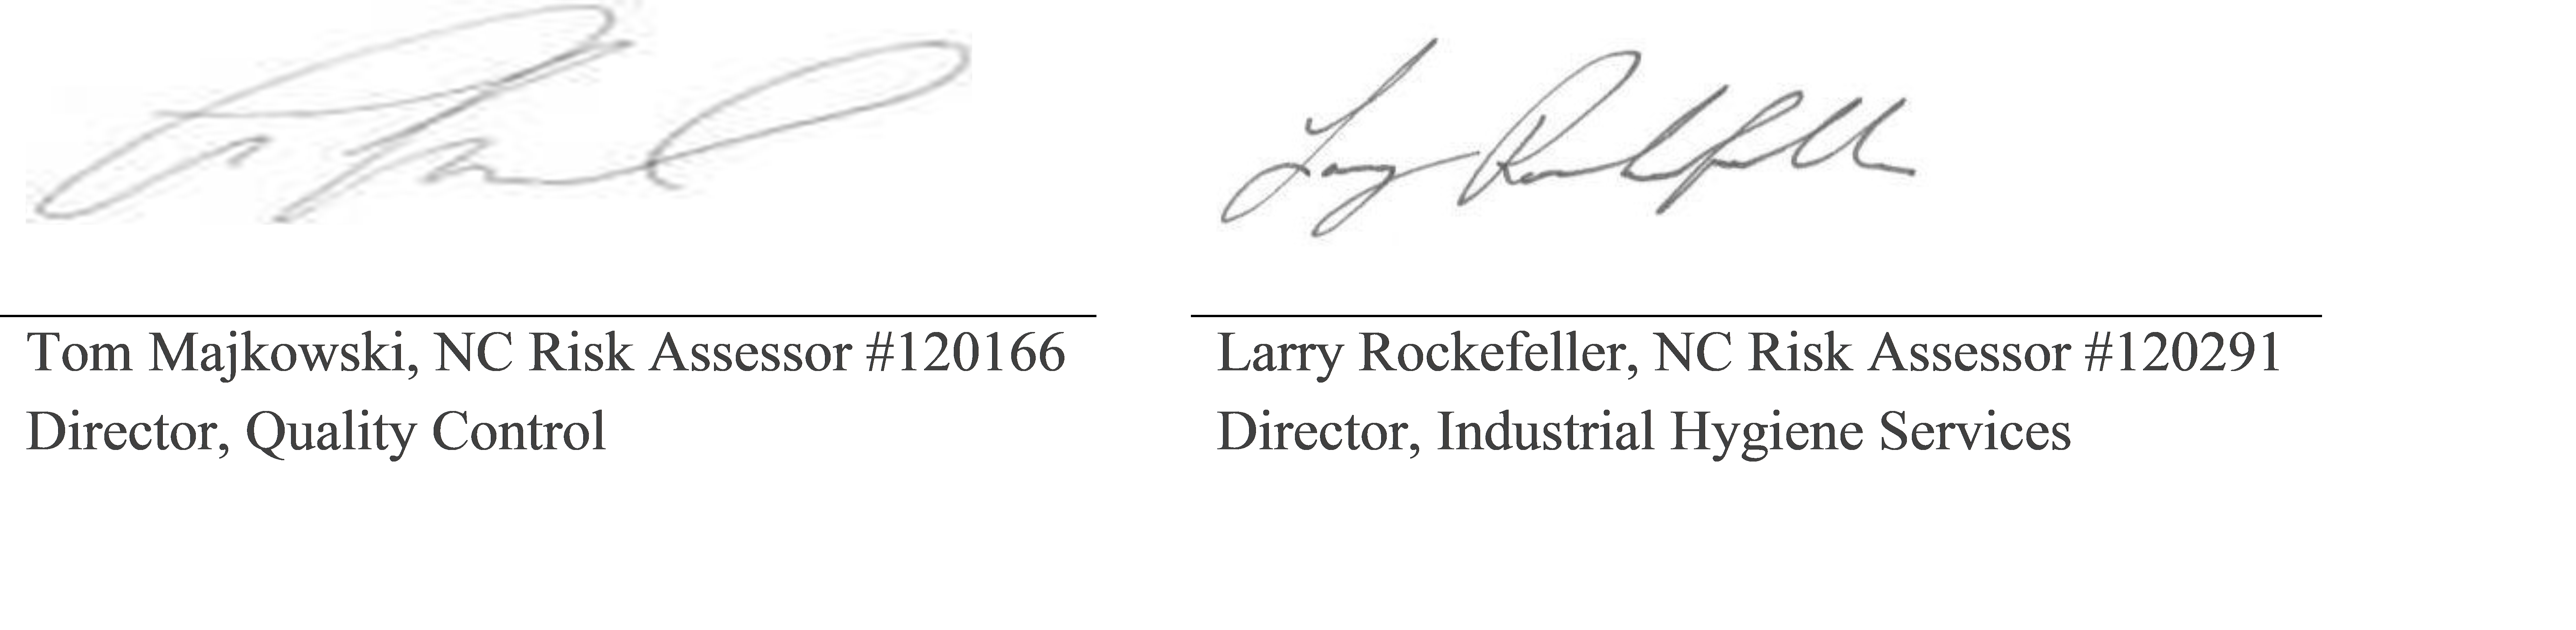 Larry Rockefeller
Tom Majkowski, NC Risk Assessor #120166
Director, Quality Control
Larry Rockefeller, NC Risk Assessor #120291
Director, Industrial Hygiene Services